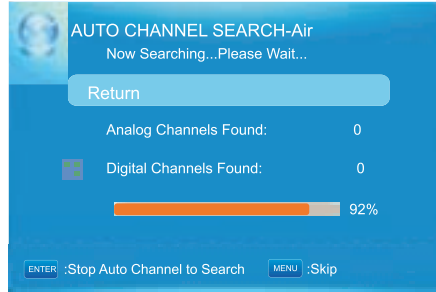 AUTO CHANNEL SEARCH-Air
Now Searching...Please Wait...
Return
Analog Channels Found: 0
Digital Channels Found: 0
92%
ENTER :Stop Auto Channel to Search MENU :Skip